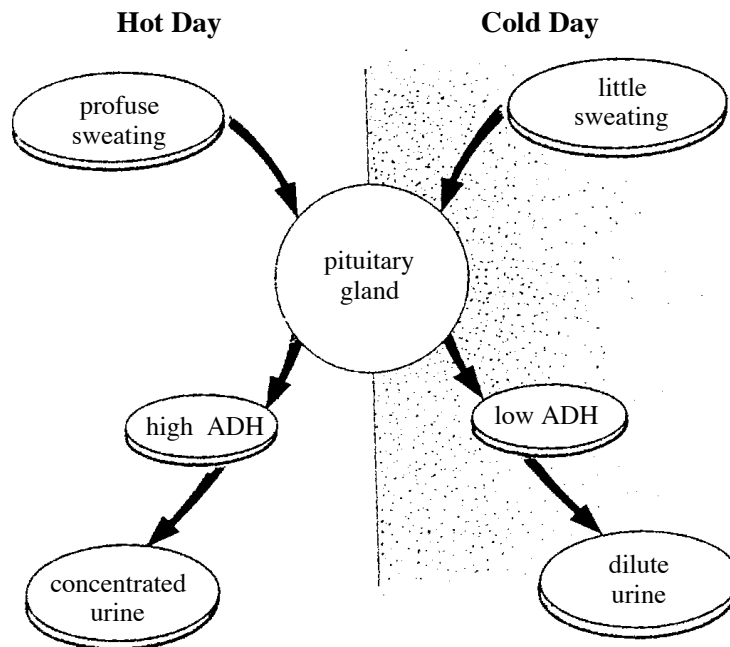 Hot Day
Cold Day
profuse
sweating
little
sweating
pituitary
gland
high ADH
low ADH
concentrated
urine
dilute
urine